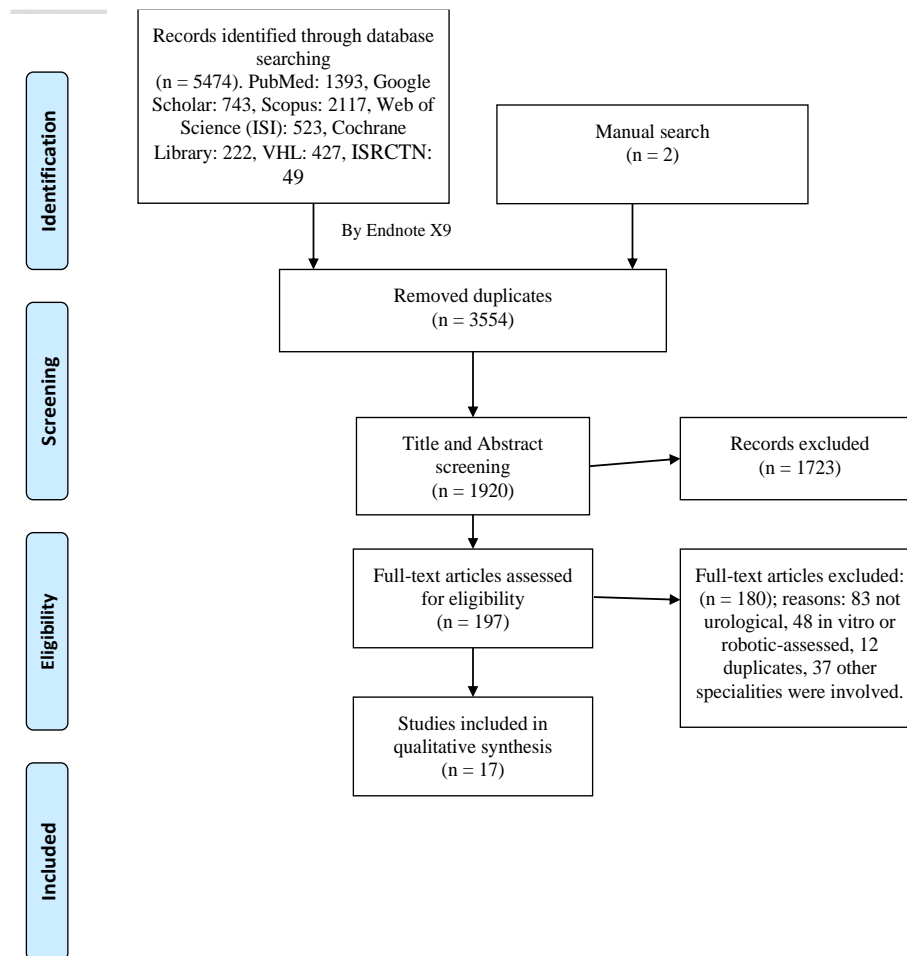 Records identified through database
searching
(n = 5474). PubMed: 1393, Google
Scholar: 743, Scopus: 2117, Web of
Science (ISI): 523, Cochrane
Library: 222, VHL: 427, ISRCTN:
49
Manual search
(n = 2)
Identification
By Endnote X9
Removed duplicates
(n = 3554)
Screening
Title and Abstract
screening
(n = 1920)
Records excluded
(n = 1723)
Eligibility
Full-text articles assessed
for eligibility
(n = 197)
Full-text articles excluded:
(n = 180); reasons: 83 not
urological, 48 in vitro or
robotic-assessed, 12
duplicates, 37 other
specialities were involved.
Studies included in
qualitative synthesis
(n = 17)
Included